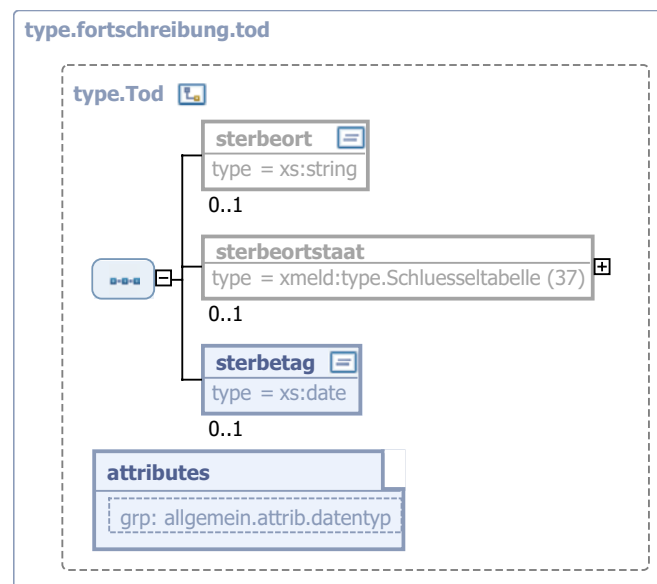 type.fortschreibung.tod
type.Tod
sterbeort
type = xs:string
0..1
sterbeortstaat
type = xmeld:type.Schluesseltabelle (37)
0..1
sterbetag
type = xs:date
0..1
attributes
grp: allgemein.attrib.datentyp